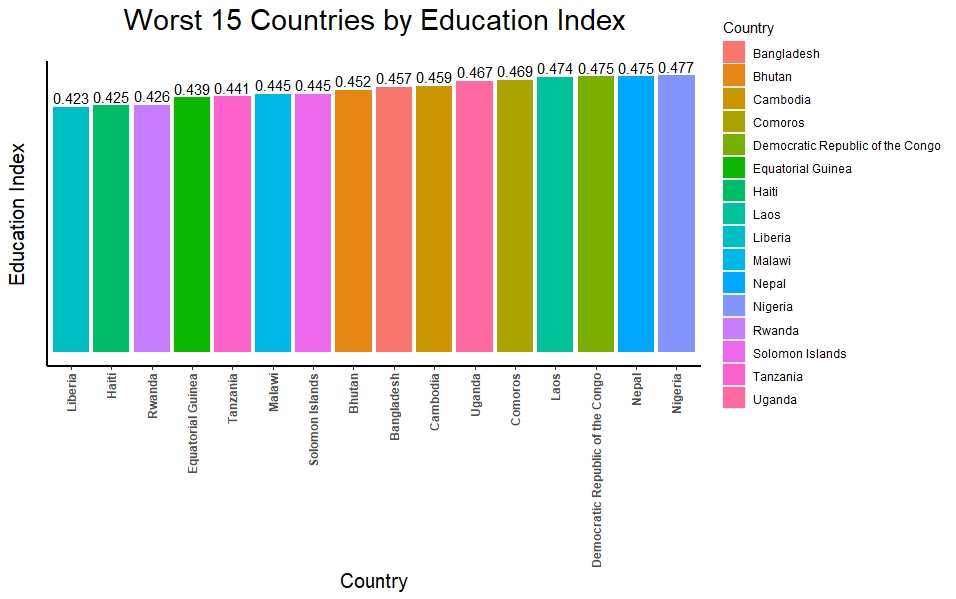 Worst 15 Countries by Education Index
Education Index
0.423 0.425 0.426 0.439 0.441 0.445 0.445 0.452 0.457 0.459 0.467 0.469 0.474 0.475 0.475 0.477
Liberia
Haiti
Rwanda
Equatorial Guinea
Tanzania
Malawi
Solomon Islands
Bhutan
Bangladesh
Cambodia
Uganda
Comoros
Laos
Democratic Republic of the Congo
Nepal
Nigeria
Country
Country
Bangladesh
Bhutan
Cambodia
Comoros
Democratic Republic of the Congo
Equatorial Guinea
Haiti
Laos
Liberia
Malawi
Nepal
Nigeria
Rwanda
Solomon Islands
Tanzania
Uganda